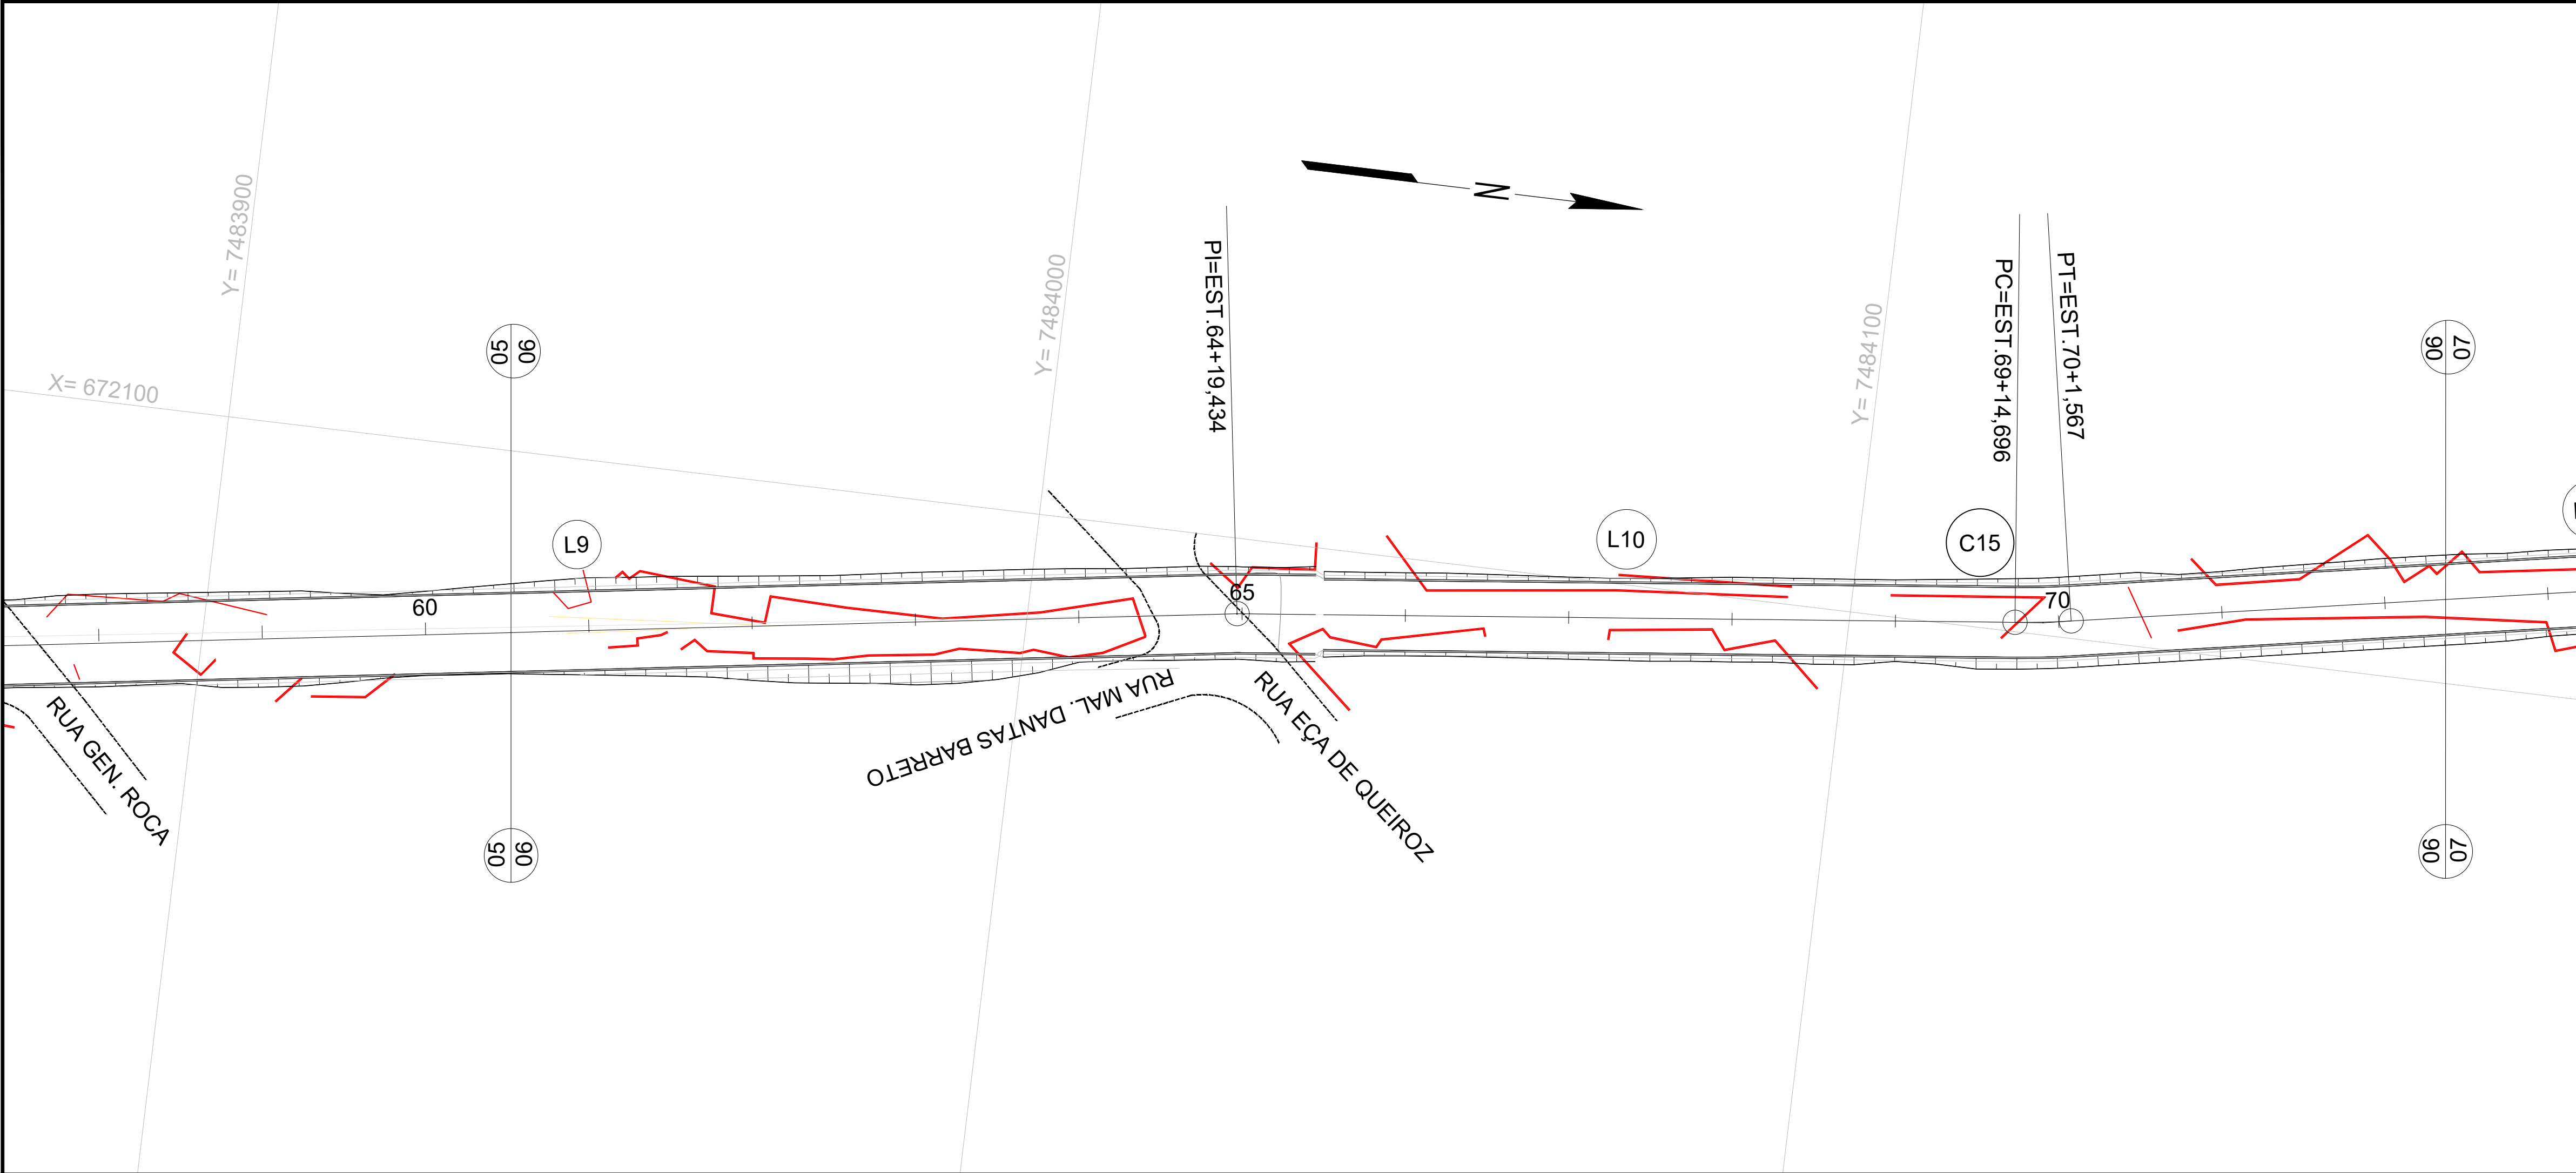 Y= 7483900
Y= 7484000
Y= 7484100
X= 672100
N
PI=EST.64+19,434
PC=EST.69+14,696
PT=EST.70+1,567
05
06
06
07
L9
L10
C15
60
65
70
RUA GEN. ROCA
RUA MAL. DANTAS BARRETO
RUA EÇA DE QUEIROZ
05
06
06
07